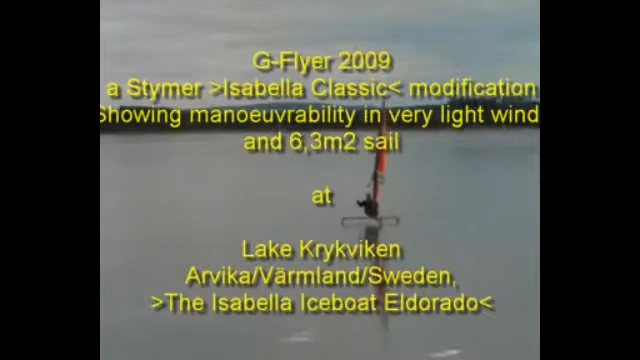 G-Flyer 2009
a Stymer >Isabella Classic< modification
Showing manoeuvrability in very light wind
and 6,3m2 sail
at
Lake Krykviken
Arvika/Värmland/Sweden,
>The Isabella Iceboat Eldorado<